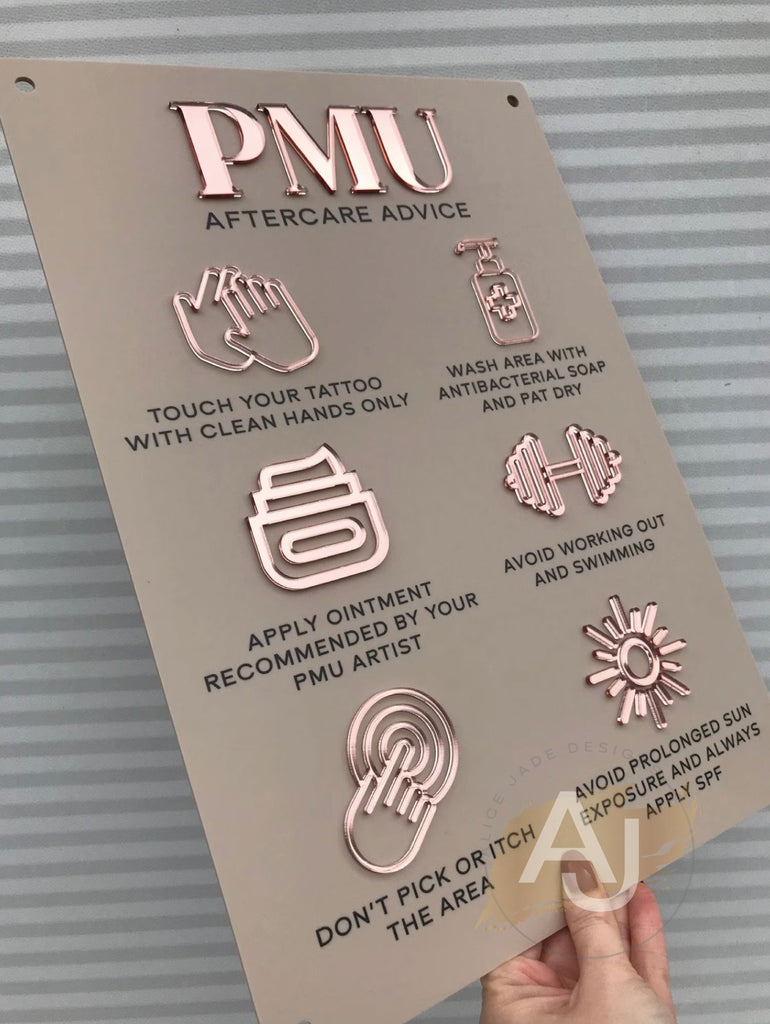 PMU
AFTERCARE ADVICE
TOUCH YOUR TATTOO
WITH CLEAN HANDS ONLY
WASH AREA WITH
ANTIBACTERIAL SOAP
AND PAT DRY
APPLY OINTMENT
RECOMMENDED BY YOUR
PMU ARTIST
AVOID WORKING OUT
AND SWIMMING
DON'T PICK OR ITCH
THE AREA
AVOID PROLONGED SUN
EXPOSURE AND ALWAYS
APPLY SPF
JADE
AJ